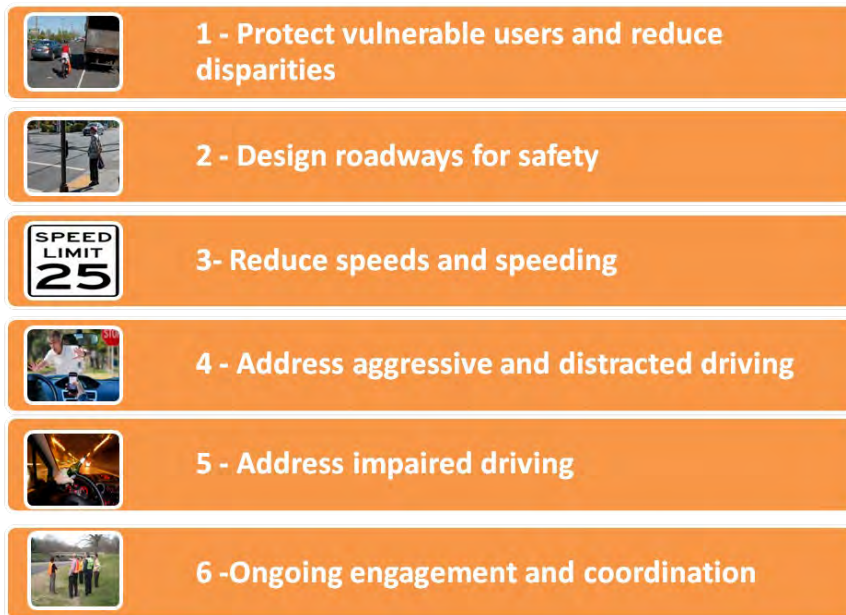 1 - Protect vulnerable users and reduce
disparities
2 - Design roadways for safety
SPEED
LIMIT
25
3- Reduce speeds and speeding
4 - Address aggressive and distracted driving
5 - Address impaired driving
6 -Ongoing engagement and coordination